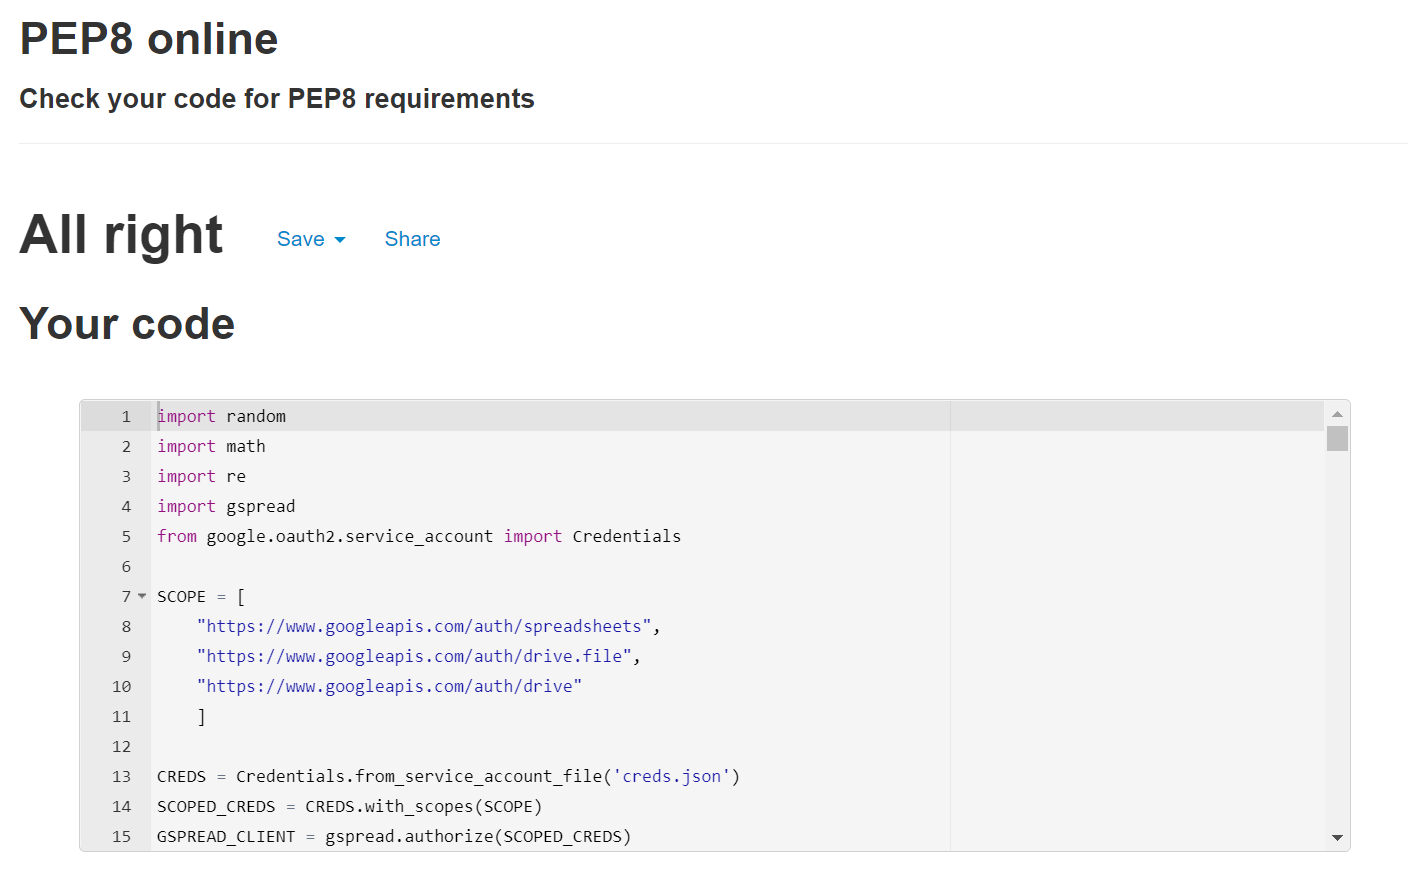 PEP8 online
Check your code for PEP8 requirements
All right Save Share
Your code
1 import random
2 import math
3 import re
4 import gspread
5 from google.oauth2.service_account import Credentials
6
7 SCOPE = [
8     "https://www.googleapis.com/auth/spreadsheets",
9     "https://www.googleapis.com/auth/drive.file",
10     "https://www.googleapis.com/auth/drive"
11     ]
12
13 CREDS = Credentials.from_service_account_file('creds.json')
14 SCOPED_CREDS = CREDS.with_scopes(SCOPE)
15 GSPREAD_CLIENT = gspread.authorize(SCOPED_CREDS)